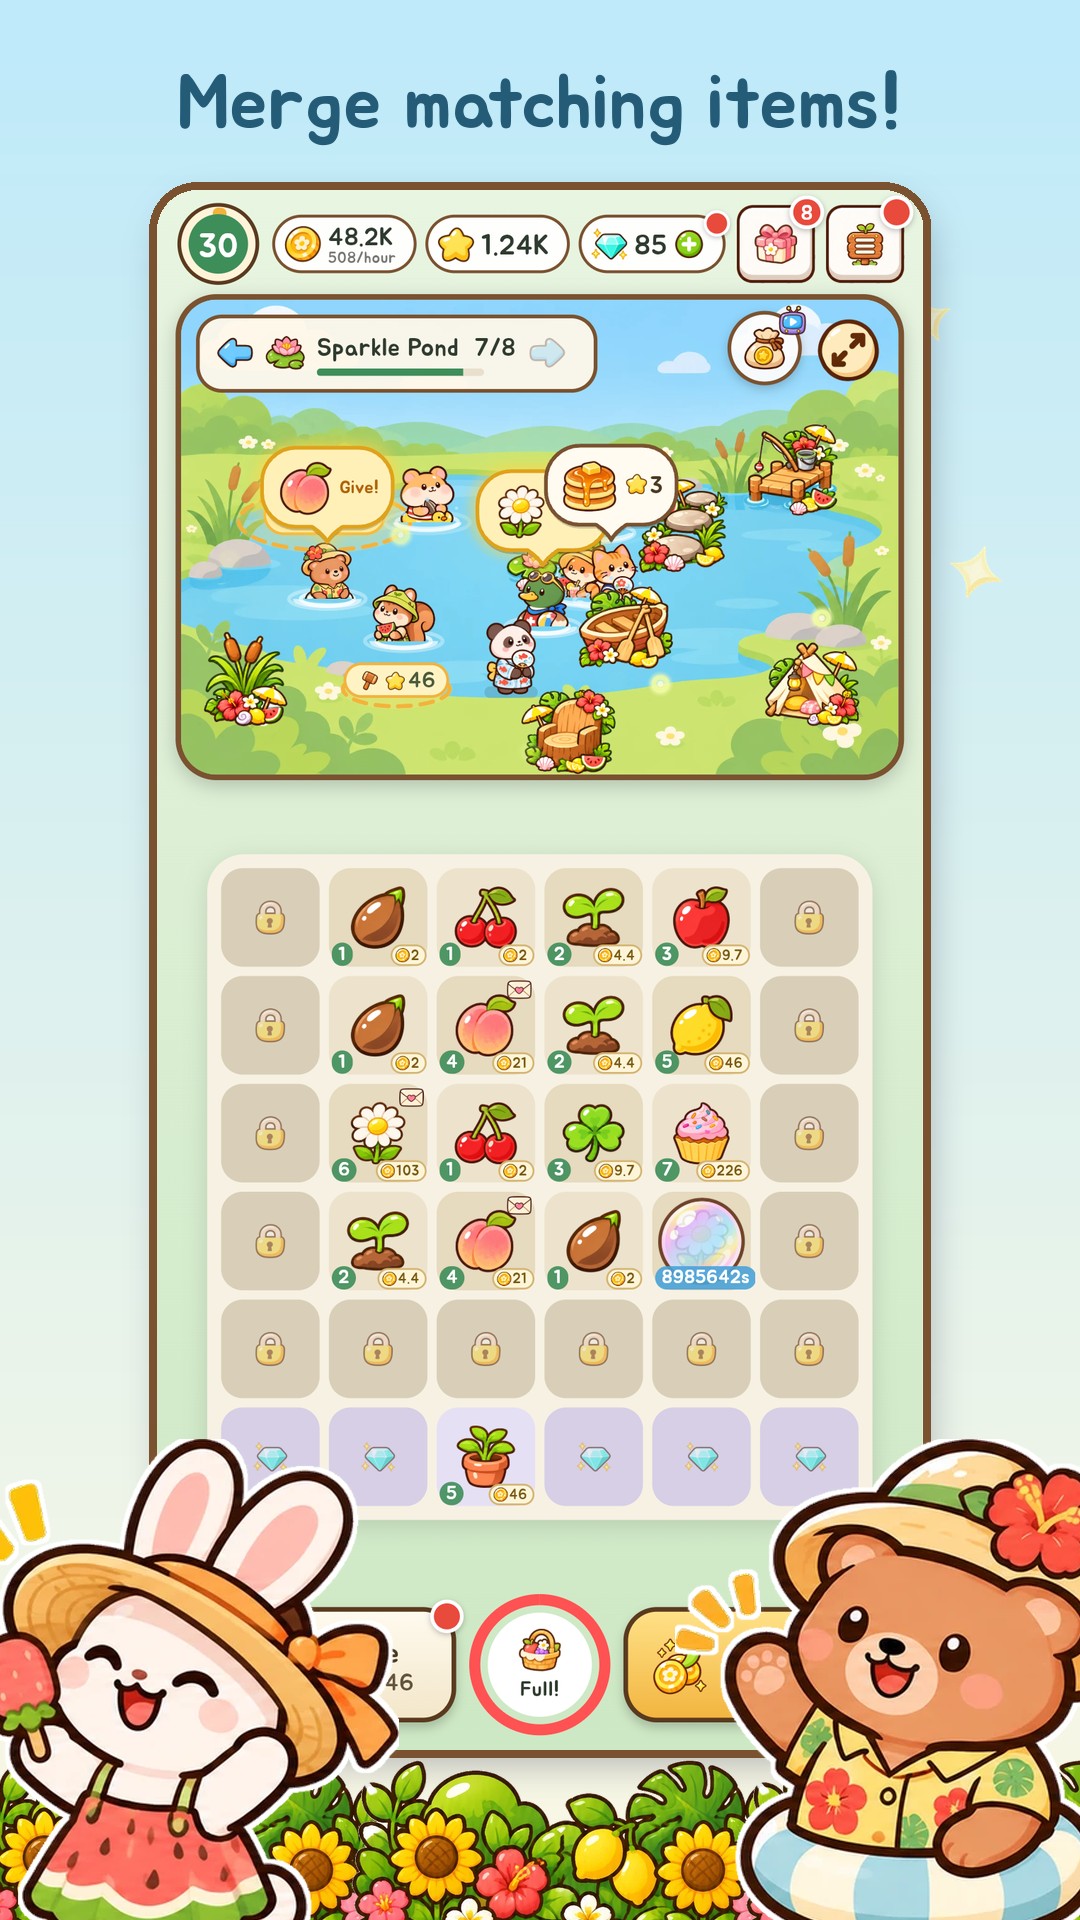 Merge matching items!
30
48.2K
508/hour
1.24K
85
8
Sparkle Pond 7/8
Give!
3
46
1 2 1 2 2 4.4 3 9.7
1 2 4 21 2 4.4 5 46
6 103 1 2 3 9.7 7 226
2 4.4 4 21 1 2 8985642s
5 46
e
46
Full!